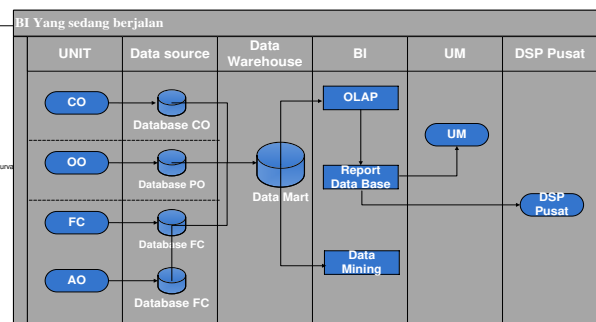 BI Yang sedang berjalan
UNIT
Data source
Data
Warehouse
BI
UM
DSP Pusat
CO
Database CO
OLAP
UM
OO
Database PO
Data Mart
Report
Data Base
DSP
Pusat
FC
Database FC
AO
Database FC
Data
Mining